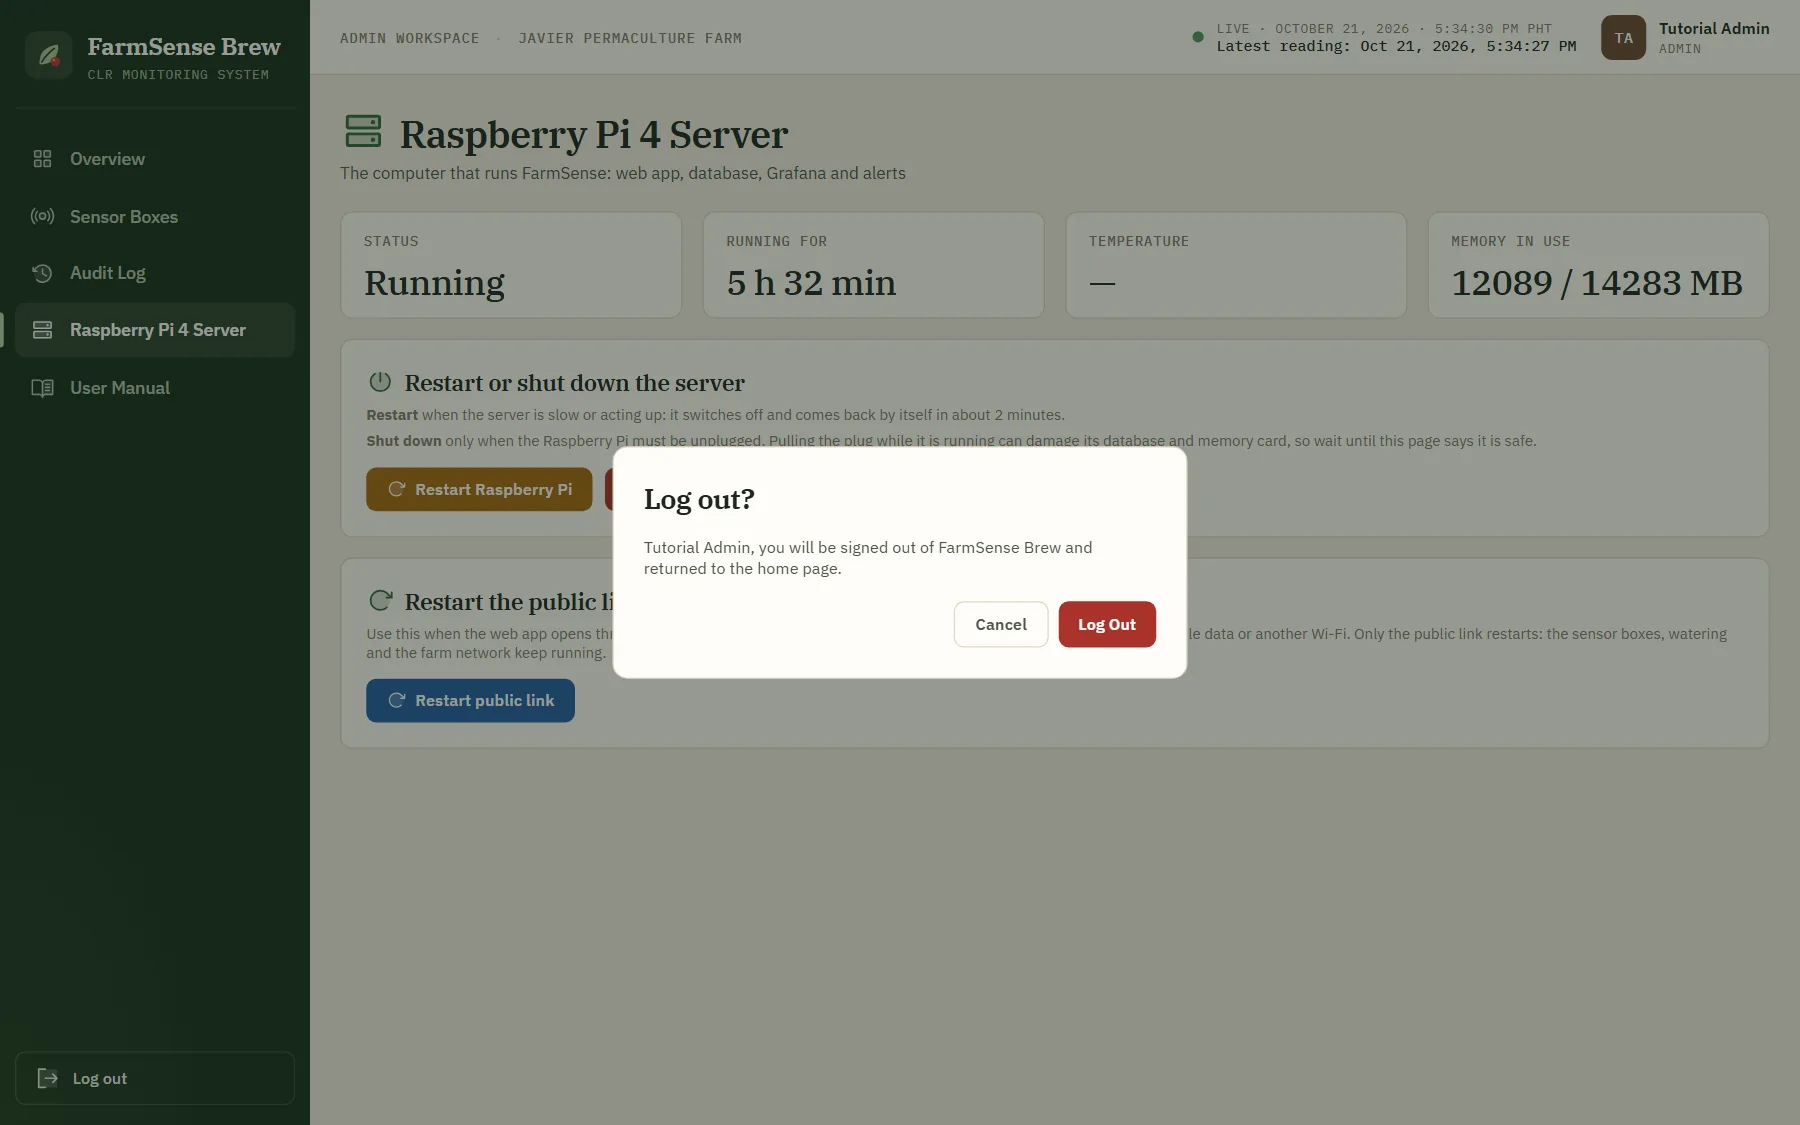 FarmSense Brew
CLR MONITORING SYSTEM
Overview
Sensor Boxes
Audit Log
Raspberry Pi 4 Server
User Manual
Log out
ADMIN WORKSPACE · JAVIER PERMACULTURE FARM
LIVE · OCTOBER 21, 2026 · 5:34:30 PM PHT
Latest reading: Oct 21, 2026, 5:34:27 PM
TA
Tutorial Admin
ADMIN
Raspberry Pi 4 Server
The computer that runs FarmSense: web app, database, Grafana and alerts
STATUS
Running
RUNNING FOR
5 h 32 min
TEMPERATURE
—
MEMORY IN USE
12089 / 14283 MB
Restart or shut down the server
Restart when the server is slow or acting up: it switches off and comes back by itself in about 2 minutes.
Shut down only when the Raspberry Pi must be unplugged. Pulling the plug while it is running can damage its database and memory card, so wait until this page says it is safe.
Restart Raspberry Pi
Restart the public
Use this when the web app opens
data or another Wi-Fi. Only the public link restarts: the sensor boxes, watering
and the farm network keep running.
Restart public link
Log out?
Tutorial Admin, you will be signed out of FarmSense Brew and
returned to the home page.
Cancel
Log Out